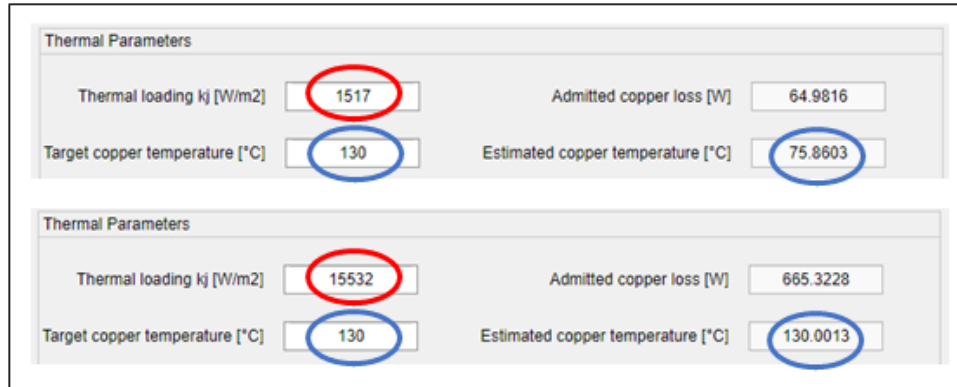 Thermal Parameters
Thermal loading kj [W/m2] 1517 Admitted copper loss [W] 64.9816
Target copper temperature [°C] 130 Estimated copper temperature [°C] 75.8603
Thermal Parameters
Thermal loading kj [W/m2] 15532 Admitted copper loss [W] 665.3228
Target copper temperature [°C] 130 Estimated copper temperature [°C] 130.0013